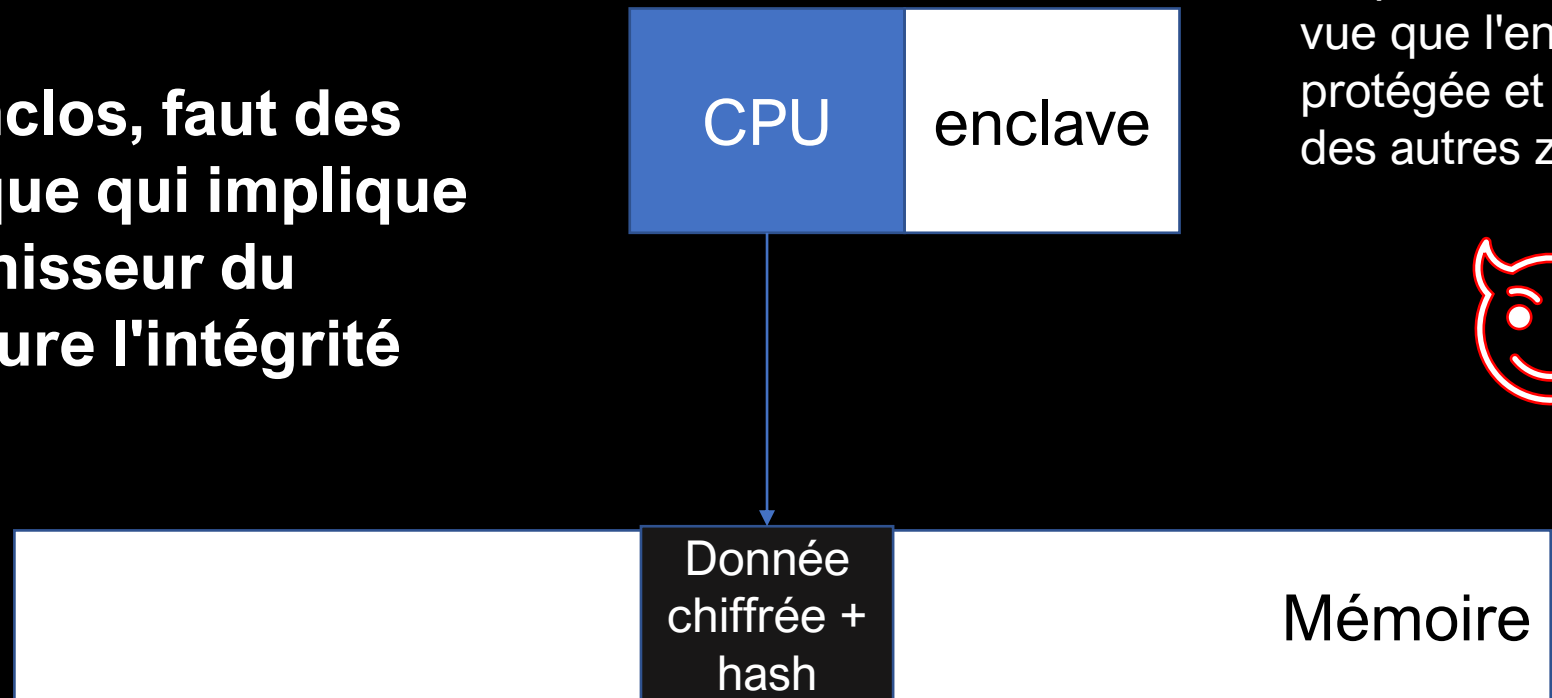 clos, faut des
que qui implique
nisseur du
ure l'intégrité
CPU
enclave
vue que l'en
protégée et
des autres z
Donnée
chiffrée +
hash
Mémoire